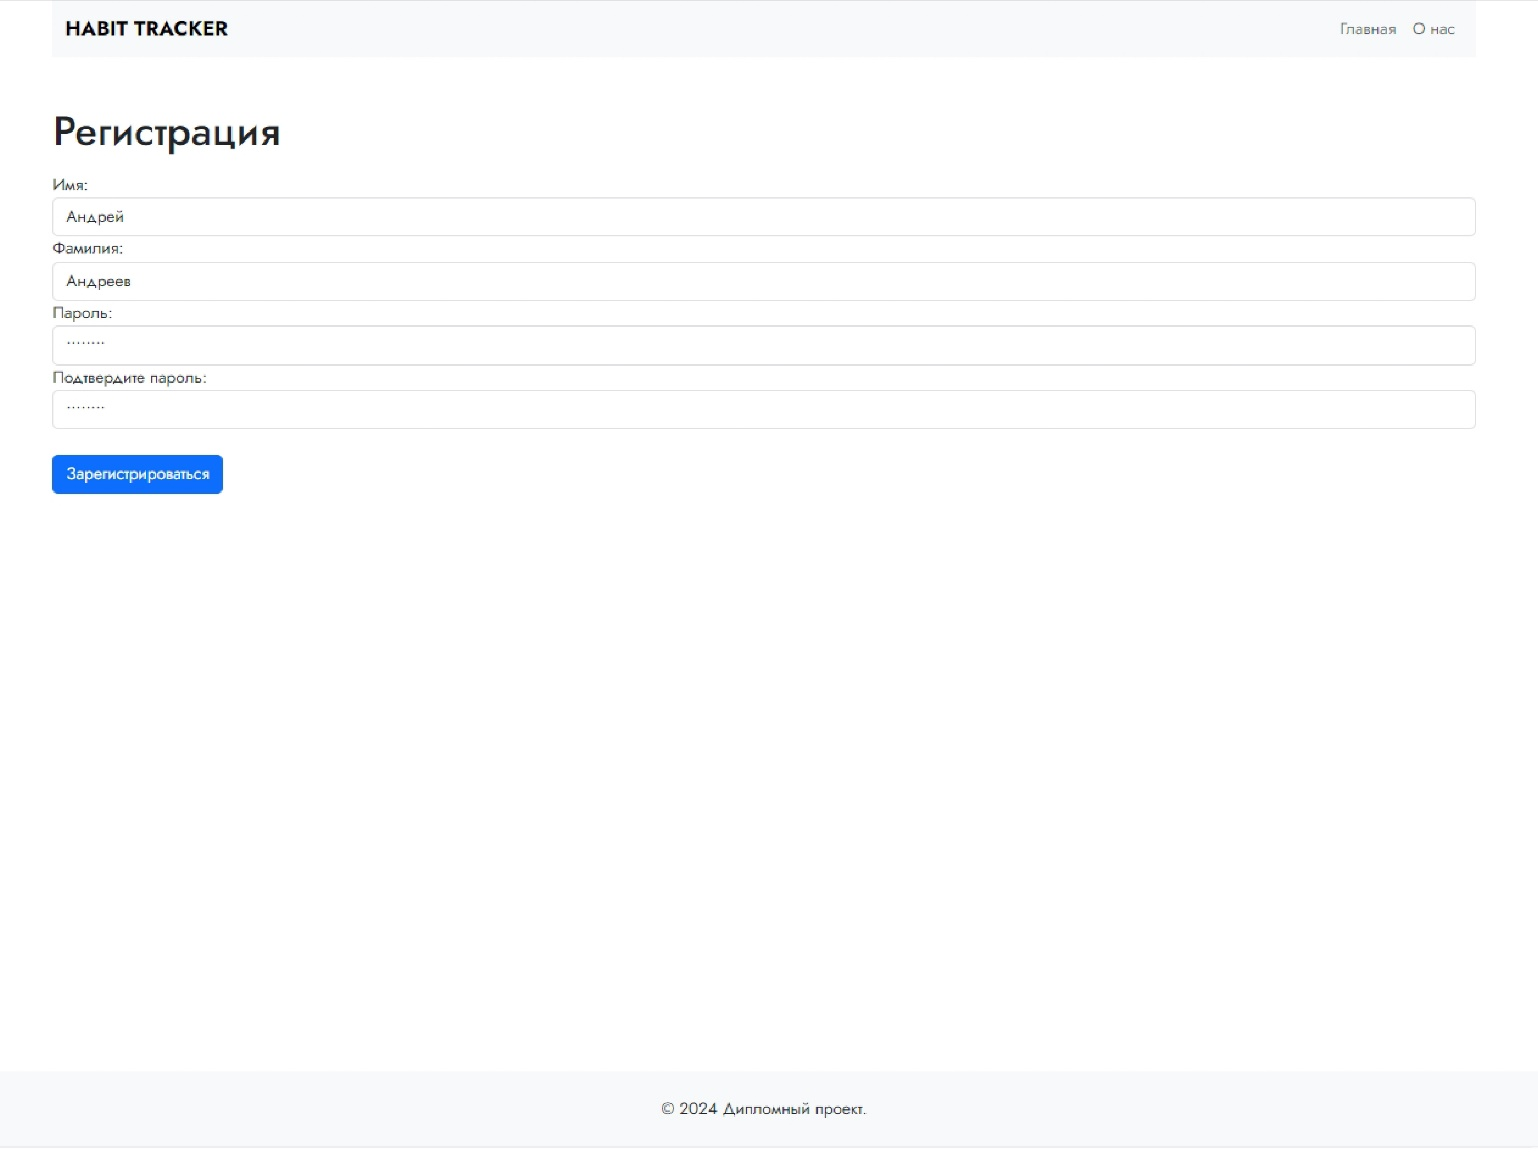 HABIT TRACKER
Главная О нас
Регистрация
Имя:
Андрей
Фамилия:
Андреев
Пароль:
········
Подтвердите пароль:
········
Зарегистрироваться
© 2024 Дипломный проект.